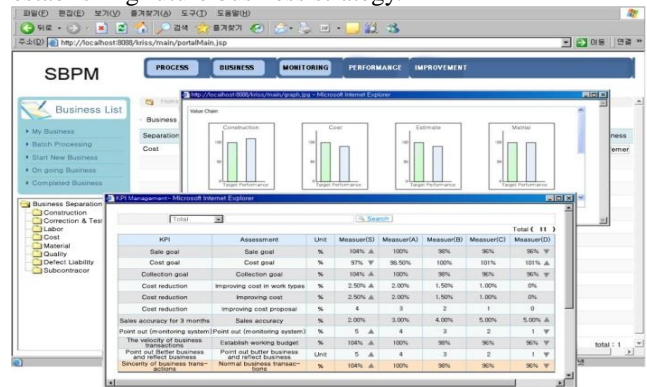 파일(F) 편집(E) 보기(V) 즐겨찾기(A) 도구(T) 도움말(H)
뒤로 검색 즐겨찾기
주소(D) http://localhost:8088/kriss/main/portalMain.jsp 이동 연결 »
SBPM PROCESS BUSINESS MONITORING PERFORMANCE IMPROVEMENT
Business List
My Business
Batch Processing
Start New Business
On going Business
Completed Business
Business Separation
Construction
Labor
Cost
Material
Quality
Defect Liability
Subcontracor
Home
Business
Separation
Cost
http://localhost:8088/kriss/main/graph.jpg - Microsoft Internet Explorer
Value Chain
Construction Cost Estimate Matrial
Target Performance Target Performance Target Performance Target Performance
KPI Management - Microsoft Internet Explorer
Total Search
Total ( 11 )
KPI Assessment Unit Measuer(S) Measuer(A) Measuer(B) Measuer(C) Measuer(D)
Sale goal Sale goal % 104% ▲ 100% 98% 96% 96% ▼
Cost goal Cost goal % 97% ▼ 98.50% 100% 101% 101% ▲
Collection goal Collection goal % 104% ▲ 100% 98% 96% 96% ▼
Cost reduction Improving cost in work types % 2.50% ▲ 2.00% 1.50% 1.00% 0%
Cost reduction Improving cost % 2.50% ▲ 2.00% 1.50% 1.00% 0%
Cost reduction Improving cost proposal % 4 3 2 1 0
Sales accuracy for 3 months Sales accuracy % 2.00% 3.00% 4.00% 5.00% 5.00% ▲
Point out (monitoring system) Point out (monitoring system) % 5 ▲ 4 3 2 1 ▼
The velocity of business transactions Establish working budget % 104% ▲ 100% 98% 96% 96% ▼
Point out Better business and reflect business Point out butter business and reflect business Unit 5 ▲ 4 3 2 1 ▼
Sincerity of business trans-actions Normal business transac-tions % 104% ▲ 100% 98% 96% 96% ▼
total : 1